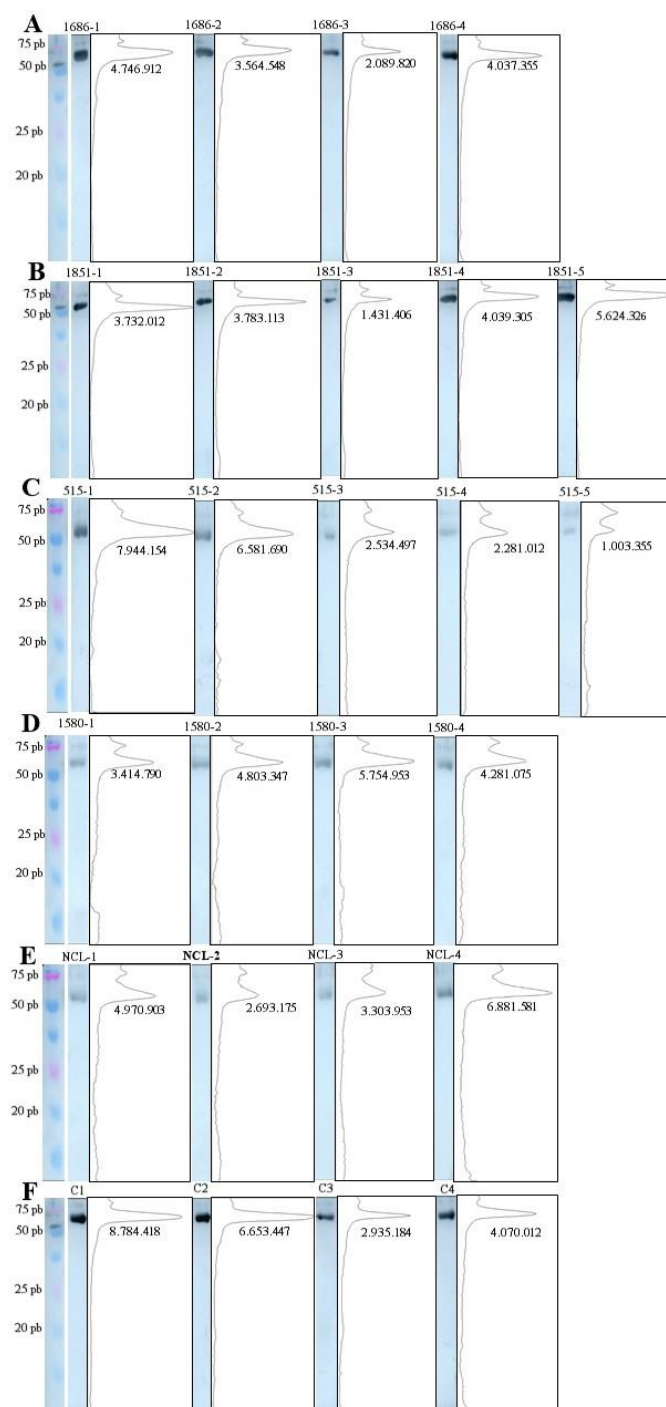 A
1686-1 1686-2 1686-3 1686-4
75 pb
50 pb
4.746.912 3.564.548 2.089.820 4.037.355
25 pb
20 pb
B
1851-1 1851-2 1851-3 1851-4 1851-5
75 pb
50 pb
3.732.012 3.783.113 1.431.406 4.039.305 5.624.326
25 pb
20 pb
C
515-1 515-2 515-3 515-4 515-5
75 pb
50 pb
7.944.154 6.581.690 2.534.497 2.281.012 1.003.355
25 pb
20 pb
D
1580-1 1580-2 1580-3 1580-4
75 pb
50 pb
3.414.790 4.803.347 5.754.953 4.281.075
25 pb
20 pb
E
NCL-1 NCL-2 NCL-3 NCL-4
75 pb
50 pb
4.970.903 2.693.175 3.303.953 6.881.581
25 pb
20 pb
F
C1 C2 C3 C4
75 pb
50 pb
8.784.418 6.653.447 2.935.184 4.070.012
25 pb
20 pb